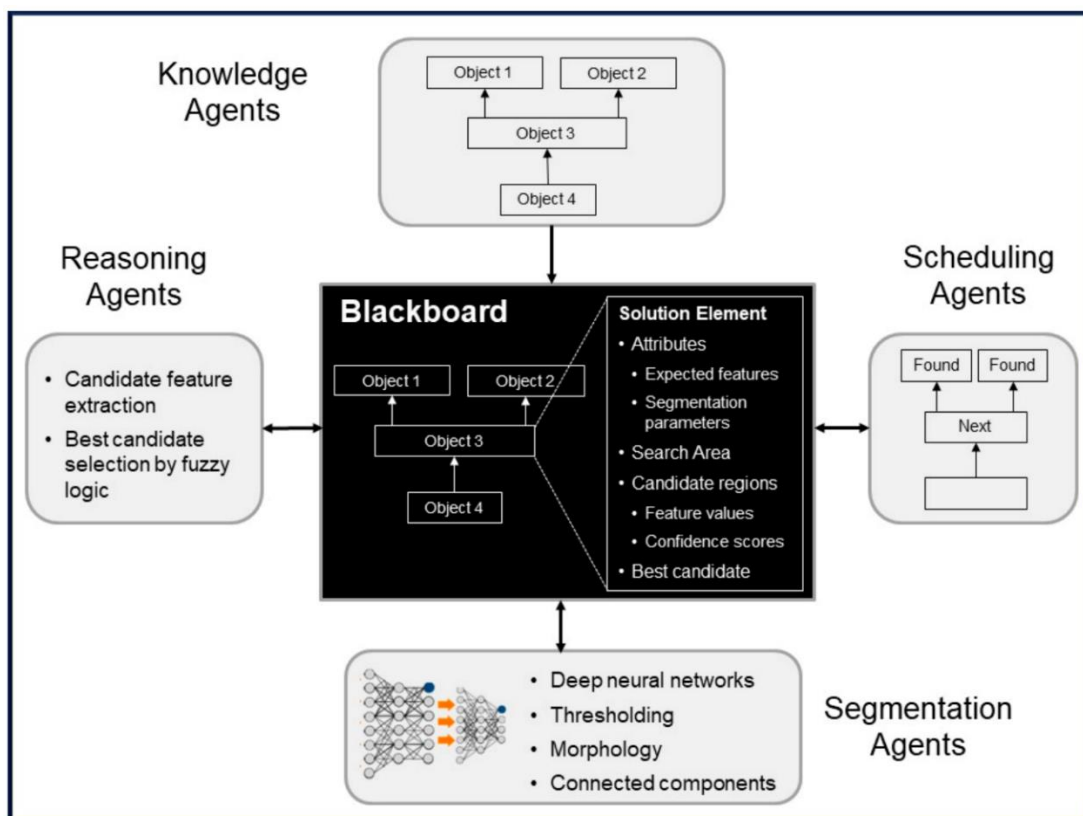 Knowledge
Agents
Object 1
Object 2
Object 3
Object 4
Reasoning
Agents
• Candidate feature
extraction
• Best candidate
selection by fuzzy
logic
Blackboard
Object 1
Object 2
Object 3
Object 4
Solution Element
• Attributes
• Expected features
• Segmentation
parameters
• Search Area
• Candidate regions
• Feature values
• Confidence scores
• Best candidate
Scheduling
Agents
Found
Found
Next
• Deep neural networks
• Thresholding
• Morphology
• Connected components
Segmentation
Agents